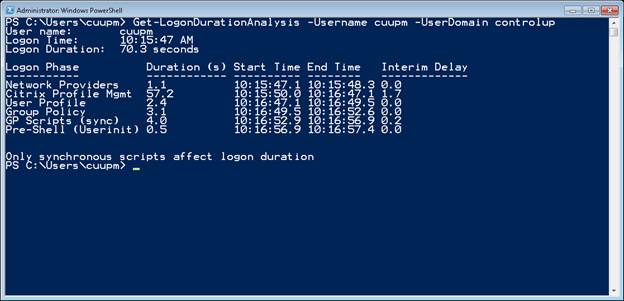 Administrator: Windows PowerShell
PS C:\Users\cuupm> Get-LogonDurationAnalysis -Username cuupm -UserDomain controlup
User name: cuupm
Logon Time: 10:15:47 AM
Logon Duration: 70.3 seconds
Logon Phase Duration (s) Start Time End Time Interim Delay
----------- ------------ ---------- -------- -------------
Network Providers 1.1 10:15:47.1 10:15:48.3 0.0
Citrix Profile Mgmt 57.2 10:15:50.0 10:16:47.1 1.7
User Profile 2.4 10:16:47.1 10:16:49.5 0.0
Group Policy 3.1 10:16:49.5 10:16:52.6 0.0
GP Scripts (sync) 4.0 10:16:52.9 10:16:56.9 0.2
Pre-Shell (Userinit) 0.5 10:16:56.9 10:16:57.4 0.0
Only synchronous scripts affect logon duration
PS C:\Users\cuupm> _